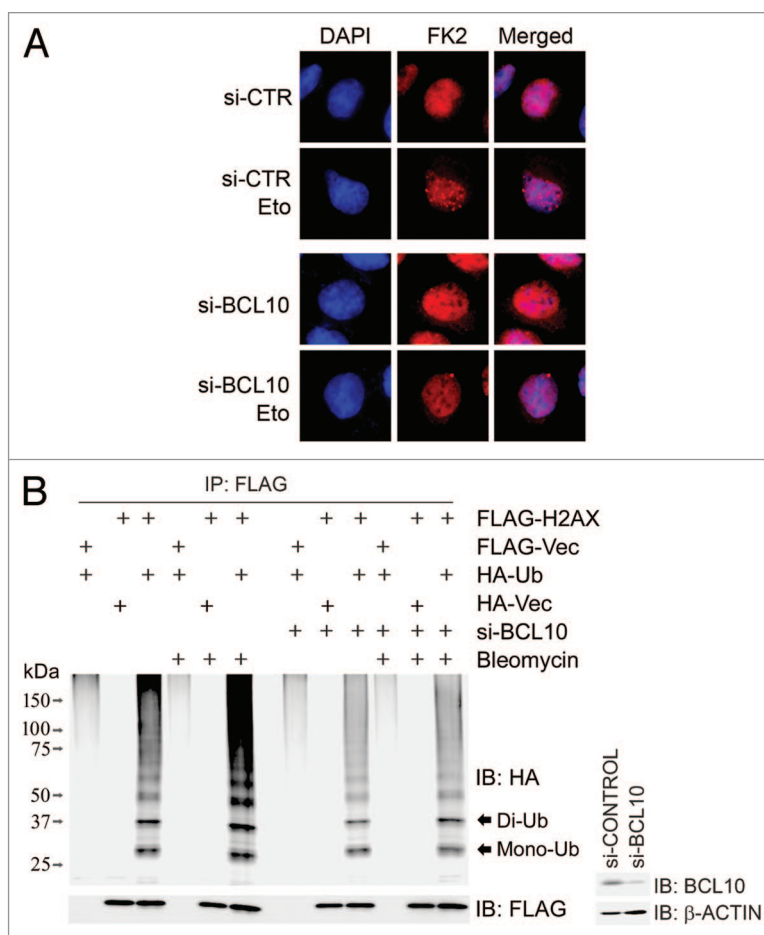 A
DAPI FK2 Merged
si-CTR
si-CTR
Eto
si-BCL10
si-BCL10
Eto
B
IP: FLAG
+ + + + + + + + FLAG-H2AX
+ + + + FLAG-Vec
+ + + + + + + + HA-Ub
+ + + + HA-Vec
+ + + + + + si-BCL10
+ + + + + + Bleomycin
kDa
150
100
75
50
37
25
IB: HA
Di-Ub
Mono-Ub
IB: FLAG
si-CONTROL
si-BCL10
IB: BCL10
IB: β-ACTIN